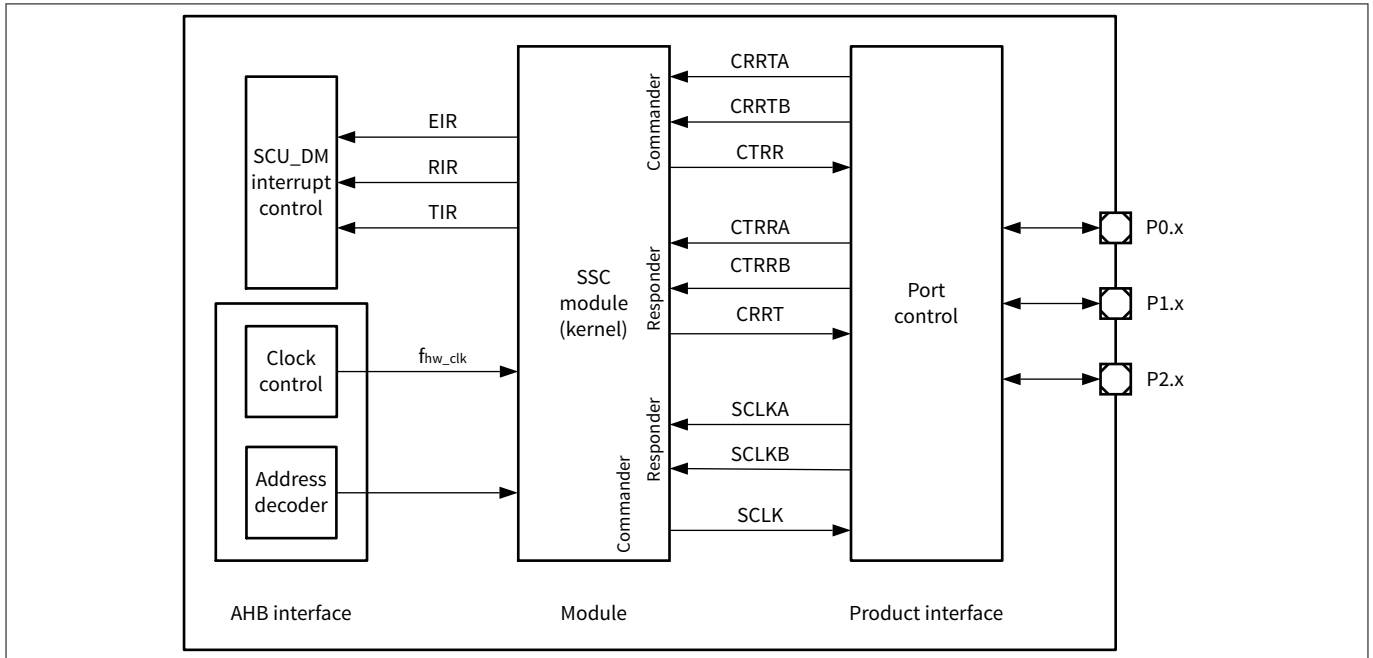 SCU_DM
interrupt
control
EIR
RIR
TIR
Clock
control
fhw_clk
Address
decoder
SSC
module
(kernel)
Commander
Responder
Responder
Commander
CRRTA
CRRTB
CTRR
CTRRA
CTRRB
CRRT
SCLKA
SCLKB
SCLK
Port
control
P0.x
P1.x
P2.x
AHB interface
Module
Product interface